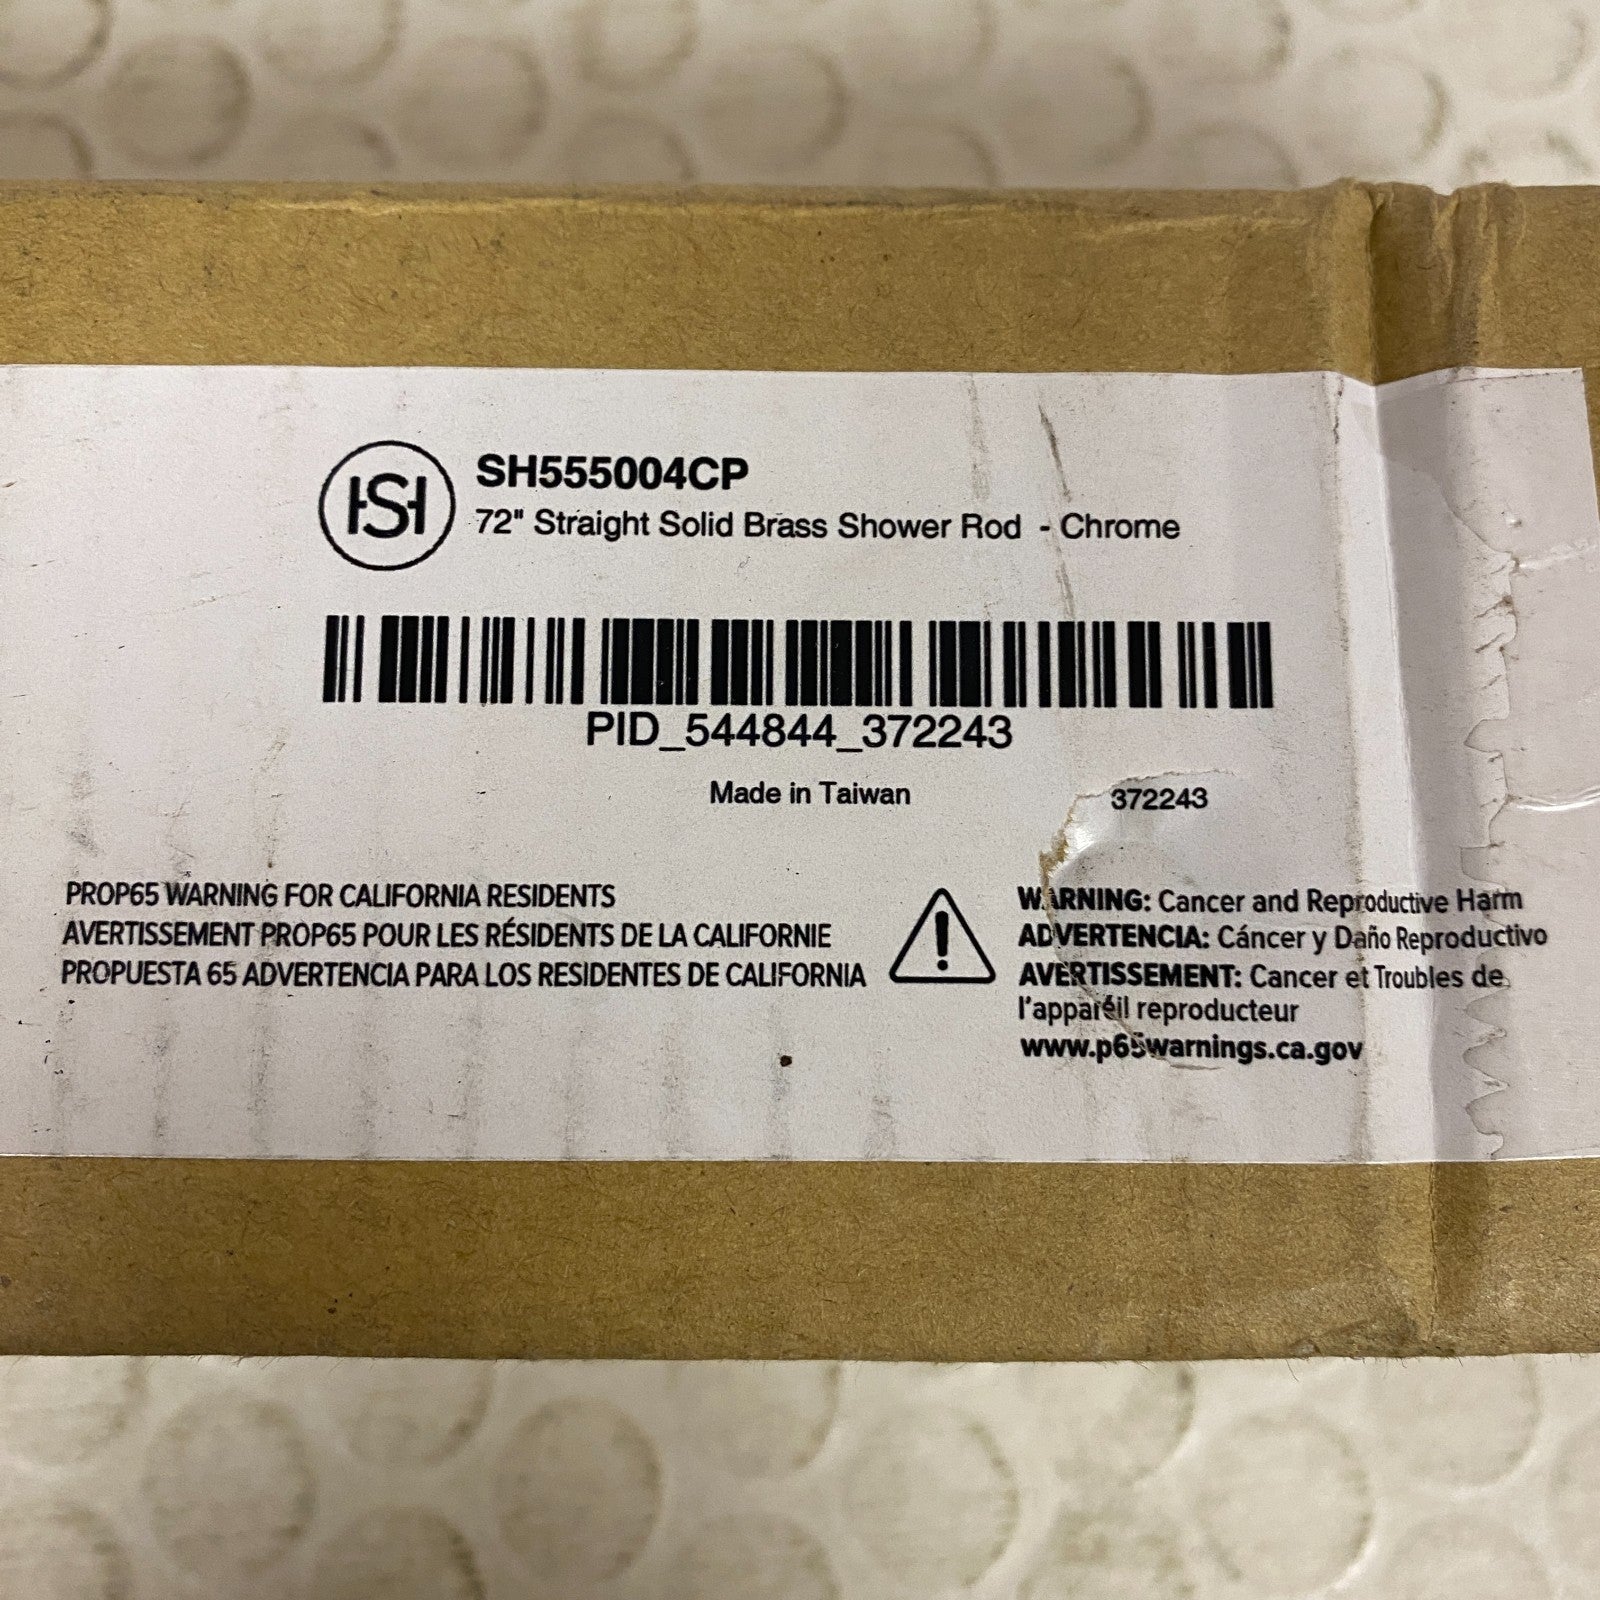 HSH
SH555004CP
72" Straight Solid Brass Shower Rod - Chrome
PID_544844_372243
Made in Taiwan
372243
PROP65 WARNING FOR CALIFORNIA RESIDENTS
AVERTISSEMENT PROP65 POUR LES RÉSIDENTS DE LA CALIFORNIE
PROPUESTA 65 ADVERTENCIA PARA LOS RESIDENTES DE CALIFORNIA
WARNING: Cancer and Reproductive Harm
ADVERTENCIA: Cáncer y Daño Reproductivo
AVERTISSEMENT: Cancer et Troubles de
l'appareil reproducteur
www.p65warnings.ca.gov